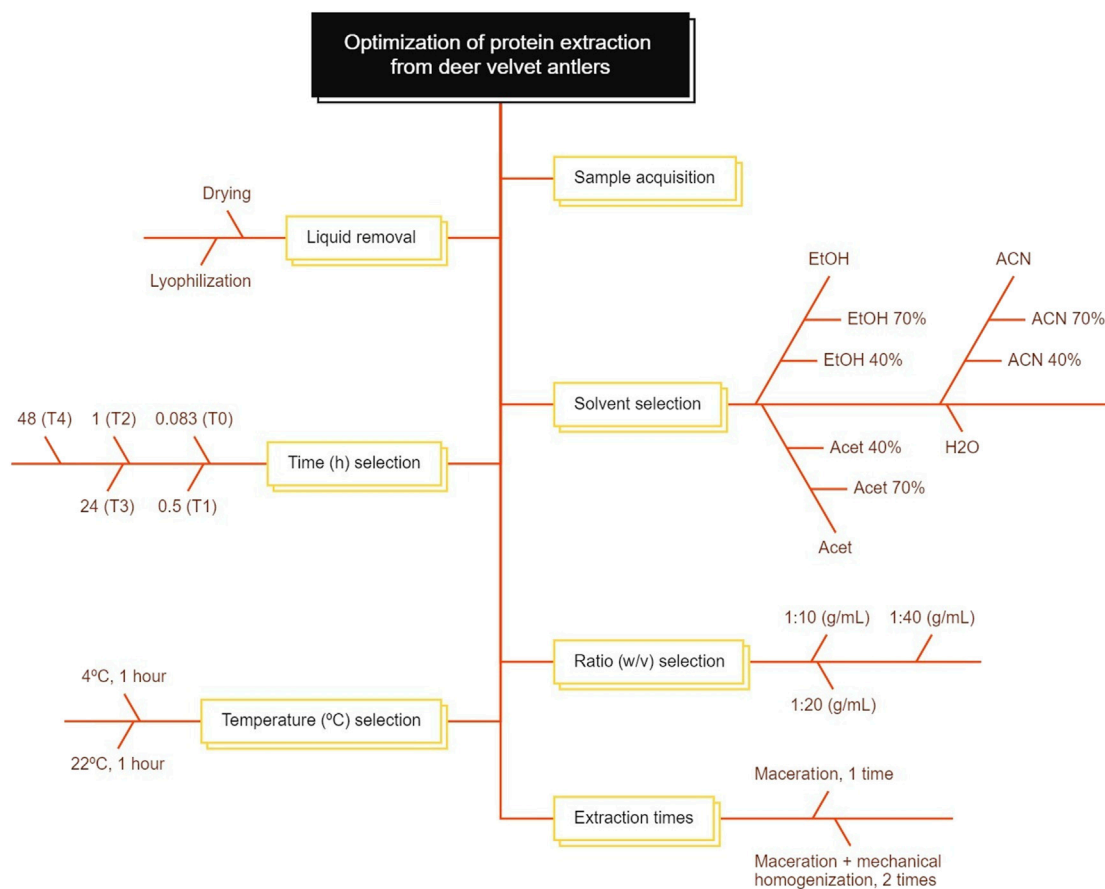 Optimization of protein extraction
from deer velvet antlers
Sample acquisition
Drying
Liquid removal
Lyophilization
EtOH
ACN
EtOH 70%
ACN 70%
EtOH 40%
ACN 40%
Solvent selection
48 (T4)
1 (T2)
0.083 (T0)
Acet 40%
H2O
Time (h) selection
Acet 70%
24 (T3)
0.5 (T1)
Acet
1:10 (g/mL)
1:40 (g/mL)
Ratio (w/v) selection
4ºC, 1 hour
1:20 (g/mL)
Temperature (ºC) selection
22ºC, 1 hour
Maceration, 1 time
Extraction times
Maceration + mechanical
homogenization, 2 times